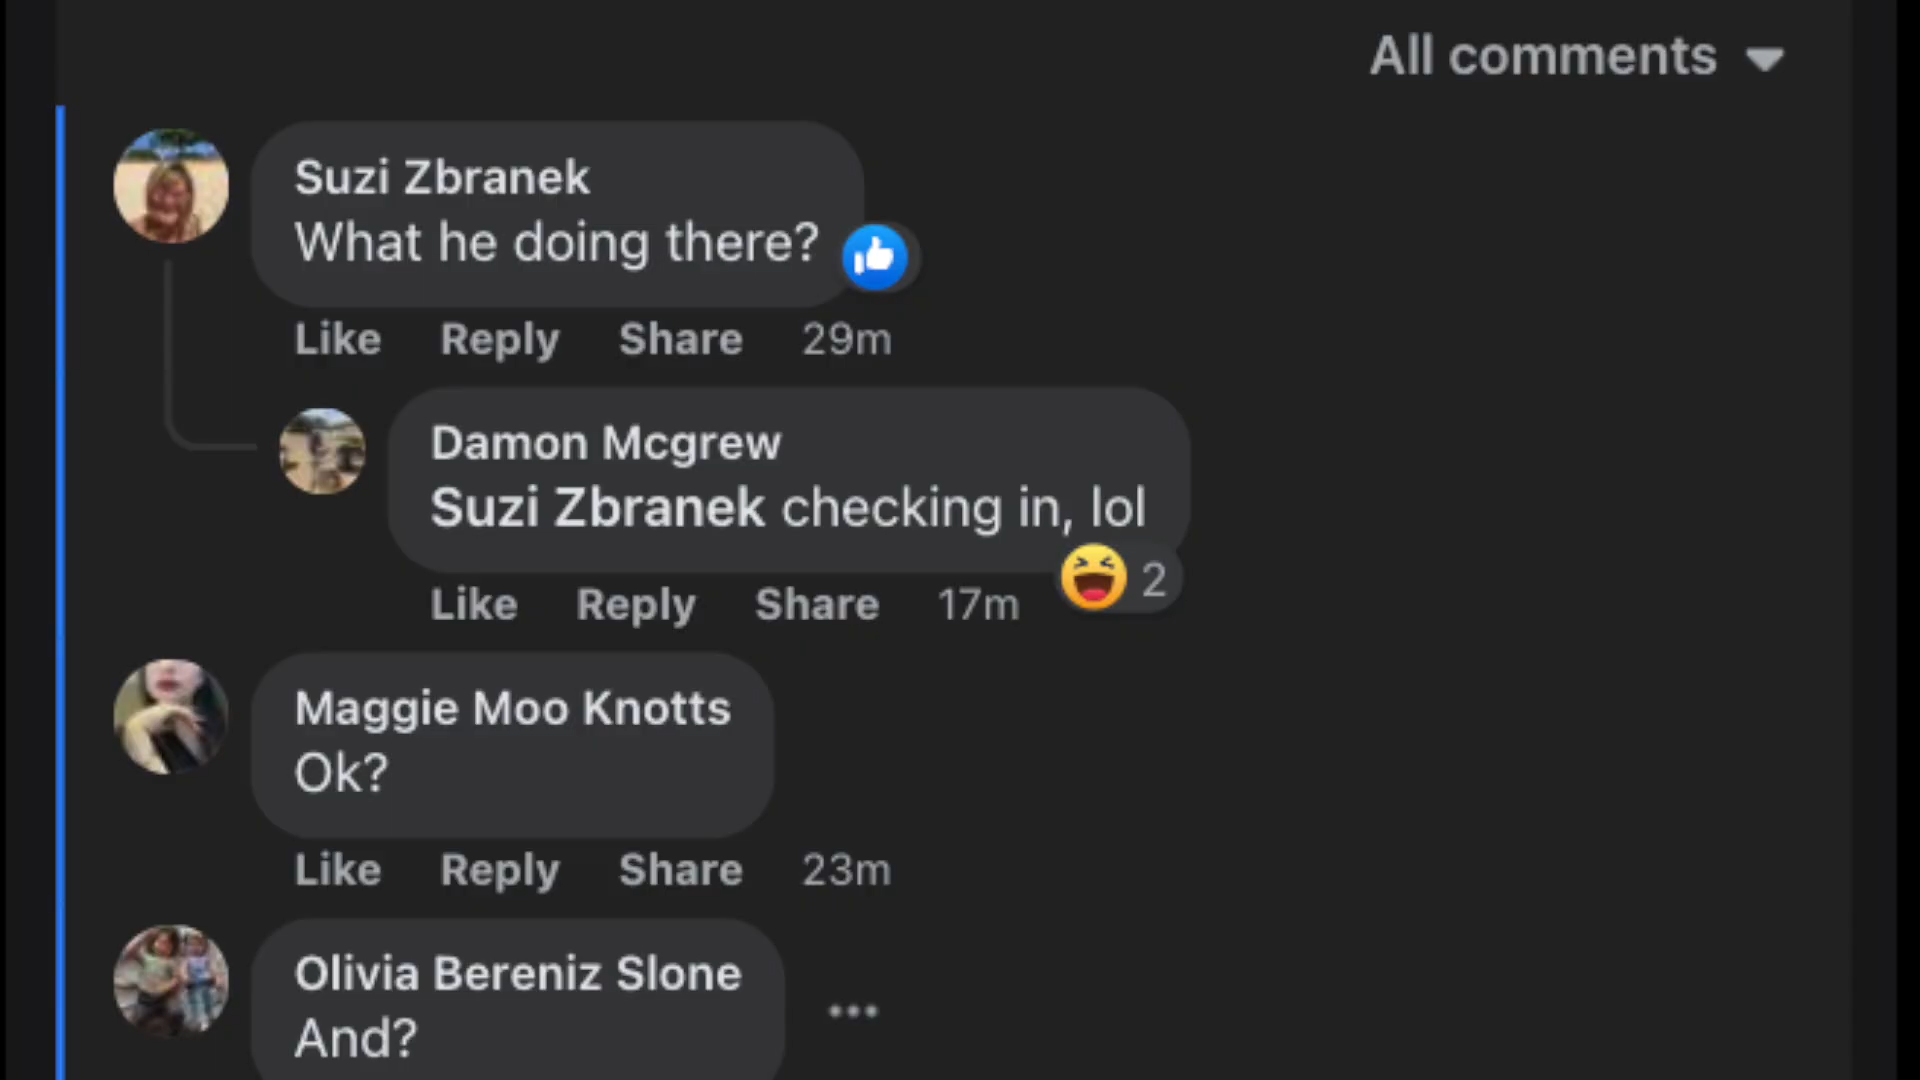 All comments
Suzi Zbranek
What he doing there?
Like Reply Share 29m
Damon Mcgrew
Suzi Zbranek checking in, lol
2
Like Reply Share 17m
Maggie Moo Knotts
Ok?
Like Reply Share 23m
Olivia Bereniz Slone
And?